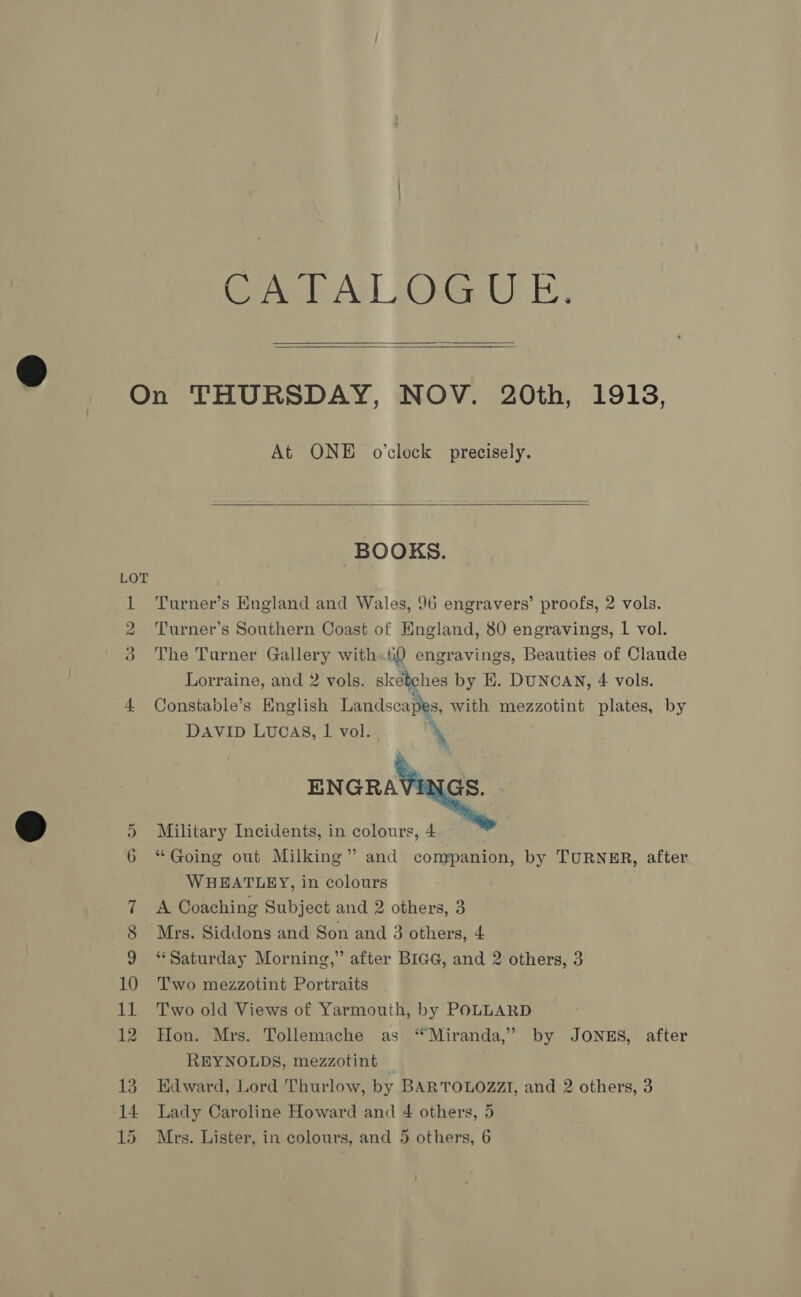 CATALOGUE.
On THURSDAY, NOV. 20th, 1913,
At ONE o'clock precisely.
BOOKS.
LOT
1 Turner's England and Wales, 96 engravers' proofs, 2 vols.
2 Turner's Southern Coast of England, 80 engravings, 1 vol.
3 The Turner Gallery with 60 engravings, Beauties of Claude
Lorraine, and 2 vols. sketches by E. DUNCAN, 4 vols.
4 Constable's English Landscapes, with mezzotint plates, by
DAVID LUCAS, 1 vol.
ENGRAVINGS.
5 Military Incidents, in colours, 4
6 “Going out Milking” and companion, by TURNER, after
WHEATLEY, in colours
7 A Coaching Subject and 2 others, 3
8 Mrs. Siddons and Son and 3 others, 4
9 “Saturday Morning,” after BIGG, and 2 others, 3
10 Two mezzotint Portraits
11 Two old Views of Yarmouth, by POLLARD
12 Hon. Mrs. Tollemache as “Miranda,” by JONES, after
REYNOLDS, mezzotint
13 Edward, Lord Thurlow, by BARTOLOZZI, and 2 others, 3
14 Lady Caroline Howard and 4 others, 5
15 Mrs. Lister, in colours, and 5 others, 6